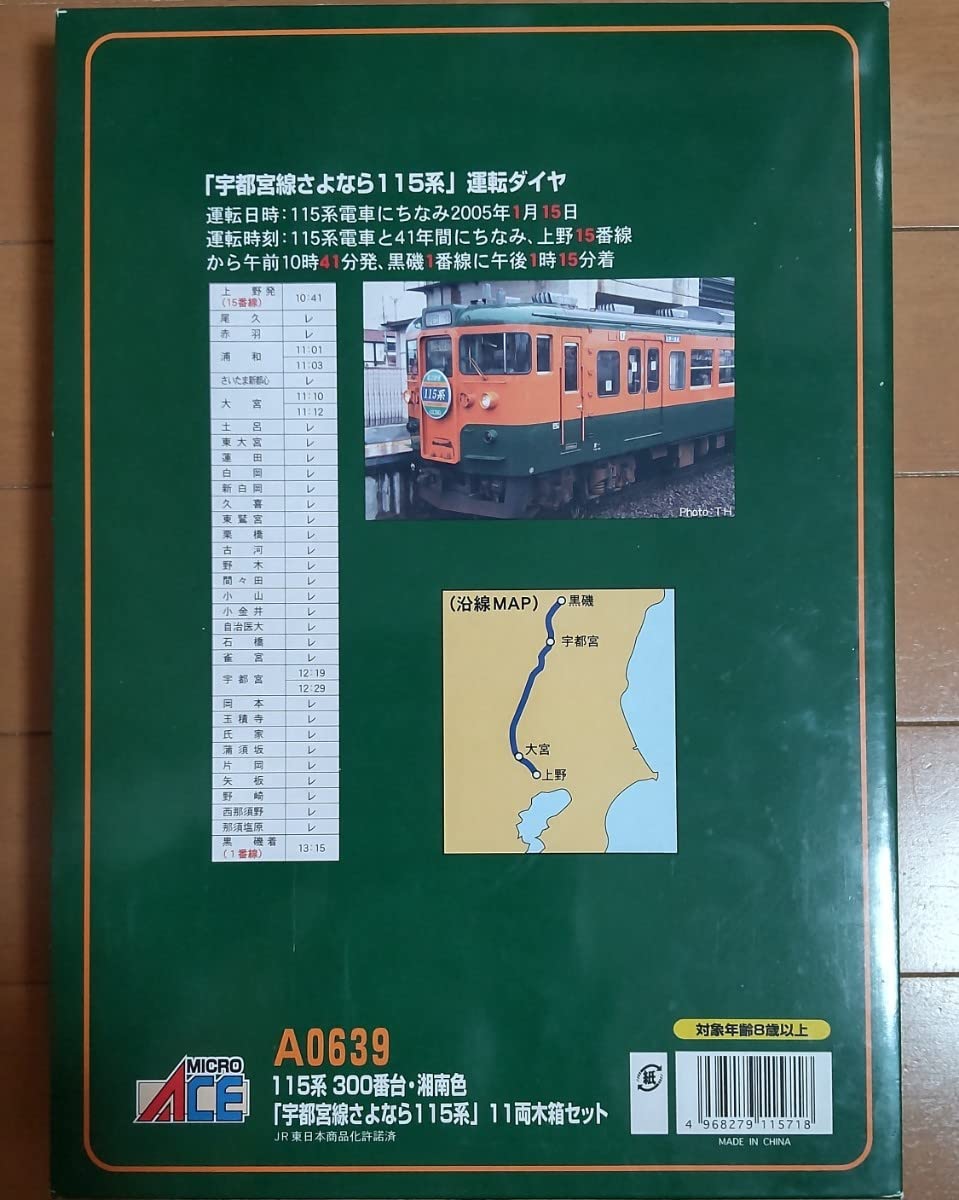 「宇都宮線さよなら115系」運転ダイヤ
運転日時：115系電車にちなみ2005年1月15日
運転時刻：115系電車と41年間にちなみ、上野15番線
から午前10時41分発、黒磯1番線に午後1時15分着
上野発 10:41
(15番線)
尾久 レ
赤羽 レ
浦和 11:01
11:03
さいたま新都心 レ
大宮 11:10
11:12
土呂 レ
東大宮 レ
蓮田 レ
白岡 レ
新白岡 レ
久喜 レ
東鷲宮 レ
栗橋 レ
古河 レ
野木 レ
間々田 レ
小山 レ
小金井 レ
自治医大 レ
石橋 レ
雀宮 レ
宇都宮 12:19
12:29
岡本 レ
玉積寺 レ
氏家 レ
蒲須坂 レ
片岡 レ
矢板 レ
野崎 レ
西那須野 レ
那須塩原 レ
黒磯着 13:15
(1番線)
115系
Photo:T.H
(沿線MAP)
黒磯
宇都宮
大宮
上野
対象年齢8歳以上
A0639
MICRO ACE
115系 300番台・湘南色
「宇都宮線さよなら115系」 11両木箱セット
JR東日本商品化許諾済
紙
4 968279 115718
MADE IN CHINA